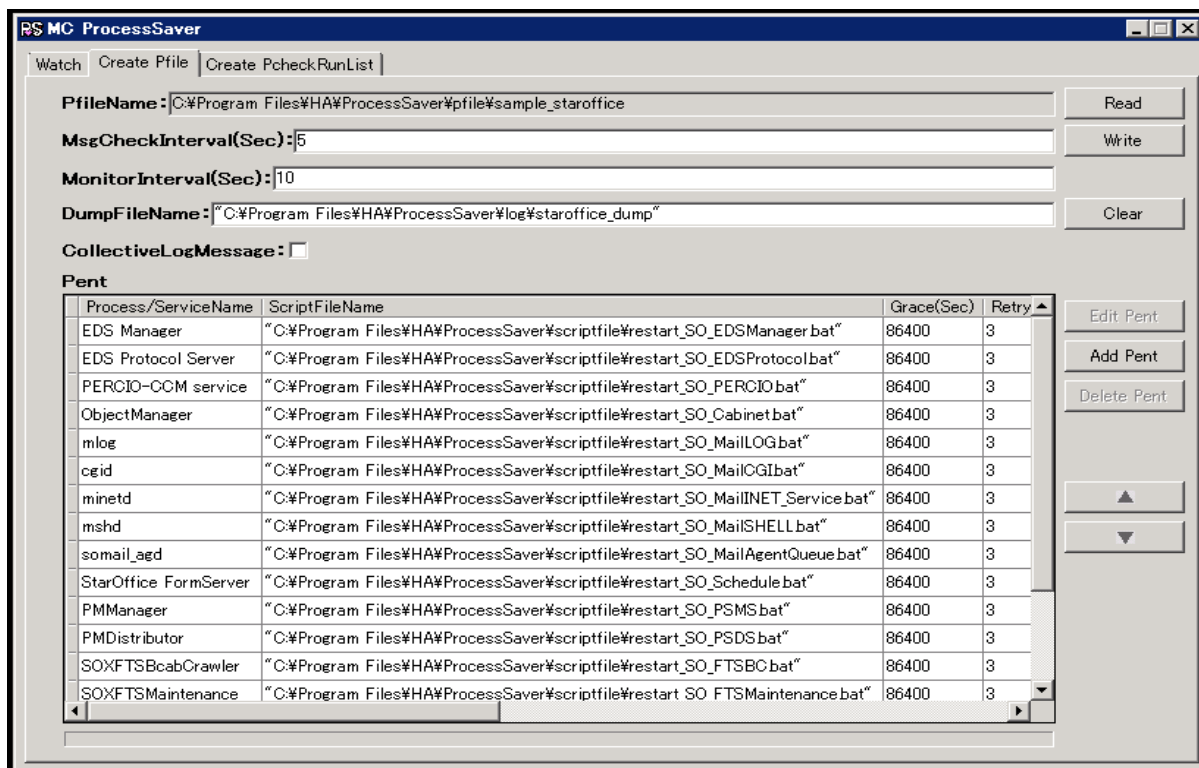 PS MC ProcessSaver
Watch Create Pfile Create PcheckRunList
PfileName: C:¥Program Files¥HA¥ProcessSaver¥pfile¥sample_staroffice Read
MsgCheckInterval(Sec): 5 Write
MonitorInterval(Sec): 10
DumpFileName: "C:¥Program Files¥HA¥ProcessSaver¥log¥staroffice_dump" Clear
CollectiveLogMessage:
Pent
Process/ServiceName ScriptFileName Grace(Sec) Retry
EDS Manager "C:¥Program Files¥HA¥ProcessSaver¥scriptfile¥restart_SO_EDSManager.bat" 86400 3 Edit Pent
EDS Protocol Server "C:¥Program Files¥HA¥ProcessSaver¥scriptfile¥restart_SO_EDSProtocol.bat" 86400 3 Add Pent
PERCIO-CCM service "C:¥Program Files¥HA¥ProcessSaver¥scriptfile¥restart_SO_PERCIO.bat" 86400 3 Delete Pent
ObjectManager "C:¥Program Files¥HA¥ProcessSaver¥scriptfile¥restart_SO_Cabinet.bat" 86400 3
mlog "C:¥Program Files¥HA¥ProcessSaver¥scriptfile¥restart_SO_MailLOG.bat" 86400 3
cgid "C:¥Program Files¥HA¥ProcessSaver¥scriptfile¥restart_SO_MailCGI.bat" 86400 3
minetd "C:¥Program Files¥HA¥ProcessSaver¥scriptfile¥restart_SO_MailINET_Service.bat" 86400 3
mshd "C:¥Program Files¥HA¥ProcessSaver¥scriptfile¥restart_SO_MailSHELL.bat" 86400 3
somail_agd "C:¥Program Files¥HA¥ProcessSaver¥scriptfile¥restart_SO_MailAgentQueue.bat" 86400 3
StarOffice FormServer "C:¥Program Files¥HA¥ProcessSaver¥scriptfile¥restart_SO_Schedule.bat" 86400 3
PMManager "C:¥Program Files¥HA¥ProcessSaver¥scriptfile¥restart_SO_PSMS.bat" 86400 3
PMDistributor "C:¥Program Files¥HA¥ProcessSaver¥scriptfile¥restart_SO_PSDS.bat" 86400 3
SOXFTSBcabCrawler "C:¥Program Files¥HA¥ProcessSaver¥scriptfile¥restart_SO_FTSBC.bat" 86400 3
SOXFTSMaintenance "C:¥Program Files¥HA¥ProcessSaver¥scriptfile¥restart_SO_FTSMaintenance.bat" 86400 3